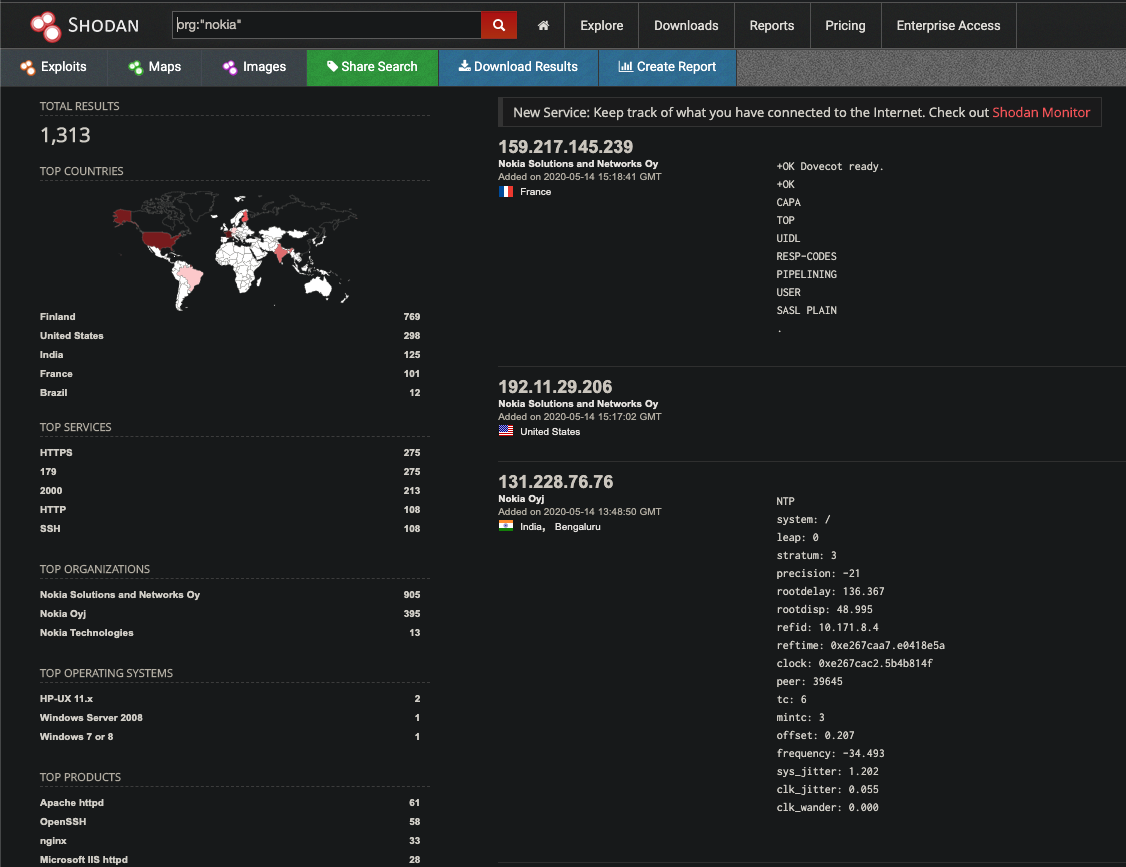 SHODAN
org:"nokia"
Explore
Downloads
Reports
Pricing
Enterprise Access
Exploits
Maps
Images
Share Search
Download Results
Create Report
TOTAL RESULTS
1,313
TOP COUNTRIES
Finland 769
United States 298
India 125
France 101
Brazil 12
TOP SERVICES
HTTPS 275
179 275
2000 213
HTTP 108
SSH 108
TOP ORGANIZATIONS
Nokia Solutions and Networks Oy 905
Nokia Oyj 395
Nokia Technologies 13
TOP OPERATING SYSTEMS
HP-UX 11.x 2
Windows Server 2008 1
Windows 7 or 8 1
TOP PRODUCTS
Apache httpd 61
OpenSSH 58
nginx 33
Microsoft IIS httpd 28
New Service: Keep track of what you have connected to the Internet. Check out Shodan Monitor
159.217.145.239
Nokia Solutions and Networks Oy
Added on 2020-05-14 15:18:41 GMT
France
+OK Dovecot ready.
+OK
CAPA
TOP
UIDL
RESP-CODES
PIPELINING
USER
SASL PLAIN
.
192.11.29.206
Nokia Solutions and Networks Oy
Added on 2020-05-14 15:17:02 GMT
United States
131.228.76.76
Nokia Oyj
Added on 2020-05-14 13:48:50 GMT
India, Bengaluru
NTP
system: /
leap: 0
stratum: 3
precision: -21
rootdelay: 136.367
rootdisp: 48.995
refid: 10.171.8.4
reftime: 0xe267caa7.e0418e5a
clock: 0xe267cac2.5b4b814f
peer: 39645
tc: 6
mintc: 3
offset: 0.207
frequency: -34.493
sys_jitter: 1.202
clk_jitter: 0.055
clk_wander: 0.000